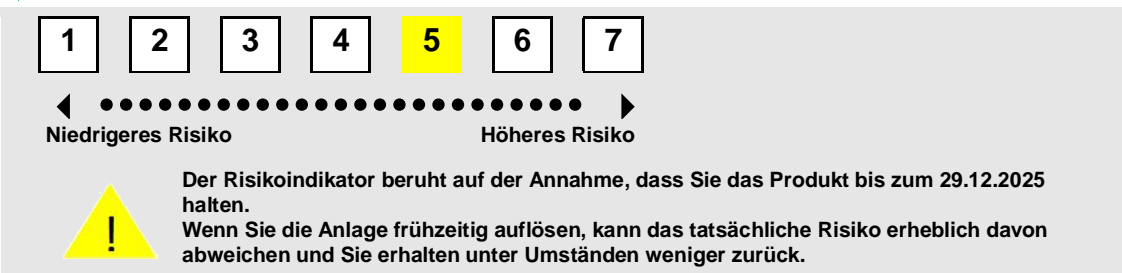 1 2 3 4 5 6 7
Niedrigeres Risiko Höheres Risiko
Der Risikoindikator beruht auf der Annahme, dass Sie das Produkt bis zum 29.12.2025
halten.
Wenn Sie die Anlage frühzeitig auflösen, kann das tatsächliche Risiko erheblich davon
abweichen und Sie erhalten unter Umständen weniger zurück.
!